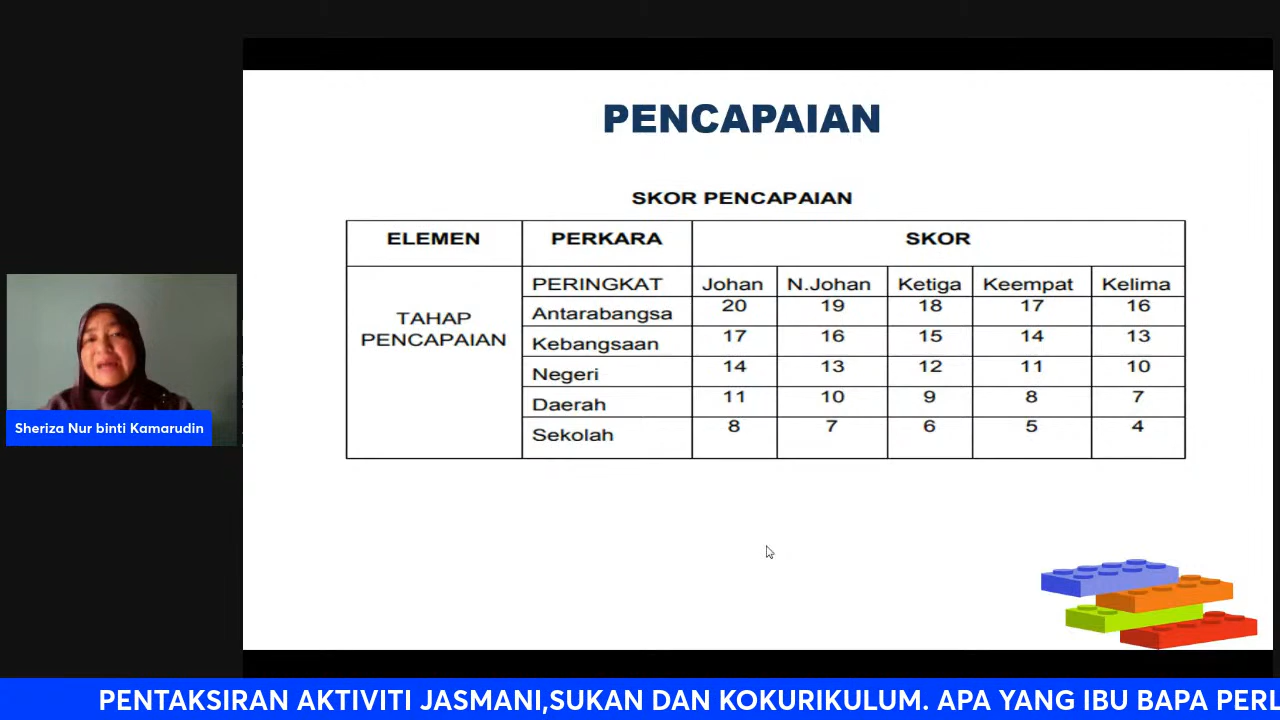 PENCAPAIAN
SKOR PENCAPAIAN
ELEMEN PERKARA SKOR
TAHAP PENCAPAIAN
PERINGKAT Johan N.Johan Ketiga Keempat Kelima
Antarabangsa 20 19 18 17 16
Kebangsaan 17 16 15 14 13
Negeri 14 13 12 11 10
Daerah 11 10 9 8 7
Sekolah 8 7 6 5 4
Sheriza Nur binti Kamarudin
PENTAKSIRAN AKTIVITI JASMANI,SUKAN DAN KOKURIKULUM. APA YANG IBU BAPA PERL